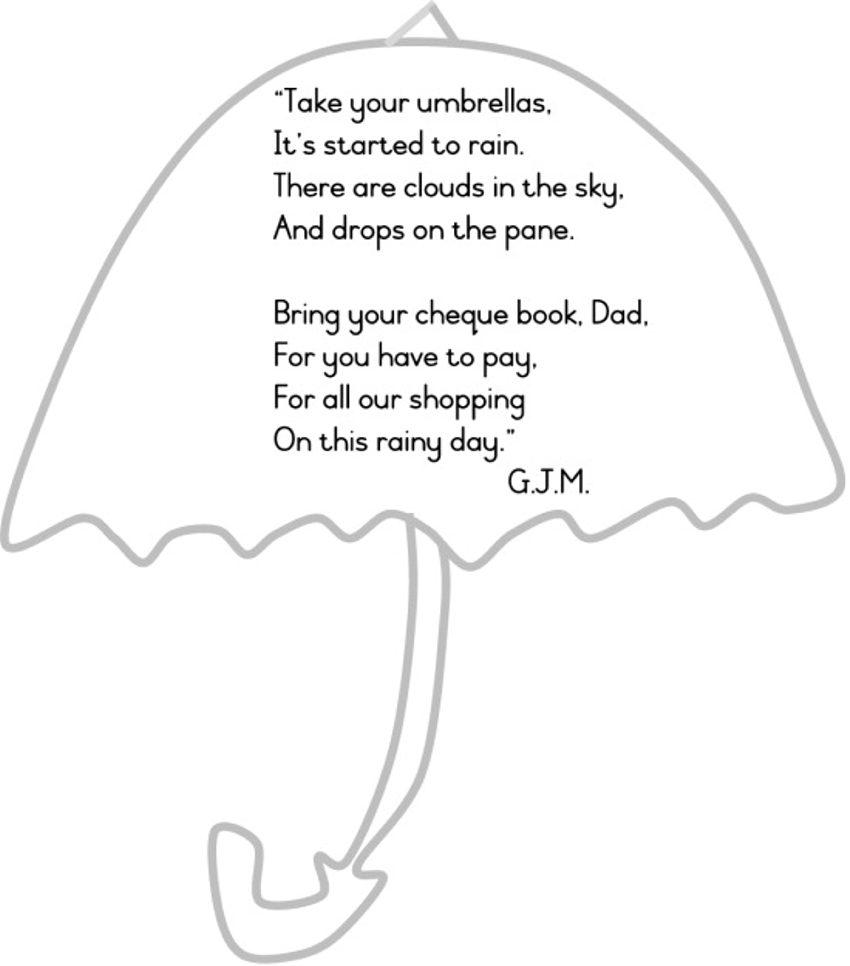 “Take your umbrellas,
It’s started to rain.
There are clouds in the sky,
And drops on the pane.
Bring your cheque book, Dad,
For you have to pay,
For all our shopping
On this rainy day.”
G.J.M.